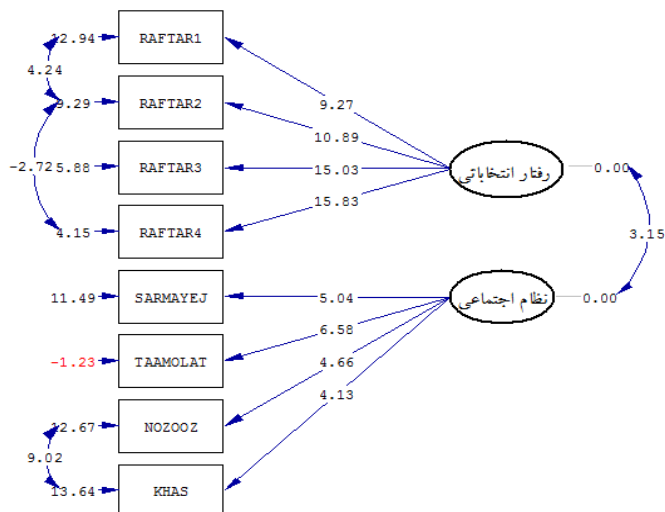 12.94
RAFTAR1
4.24
9.29
RAFTAR2
9.27
10.89
-2.72
5.88
RAFTAR3
15.03
رفتار انتخاباتی
0.00
15.83
4.15
RAFTAR4
3.15
11.49
SARMAYEJ
5.04
نظام اجتماعی
0.00
6.58
-1.23
TAAMOLAT
4.66
4.13
12.67
NOZOOZ
9.02
13.64
KHAS